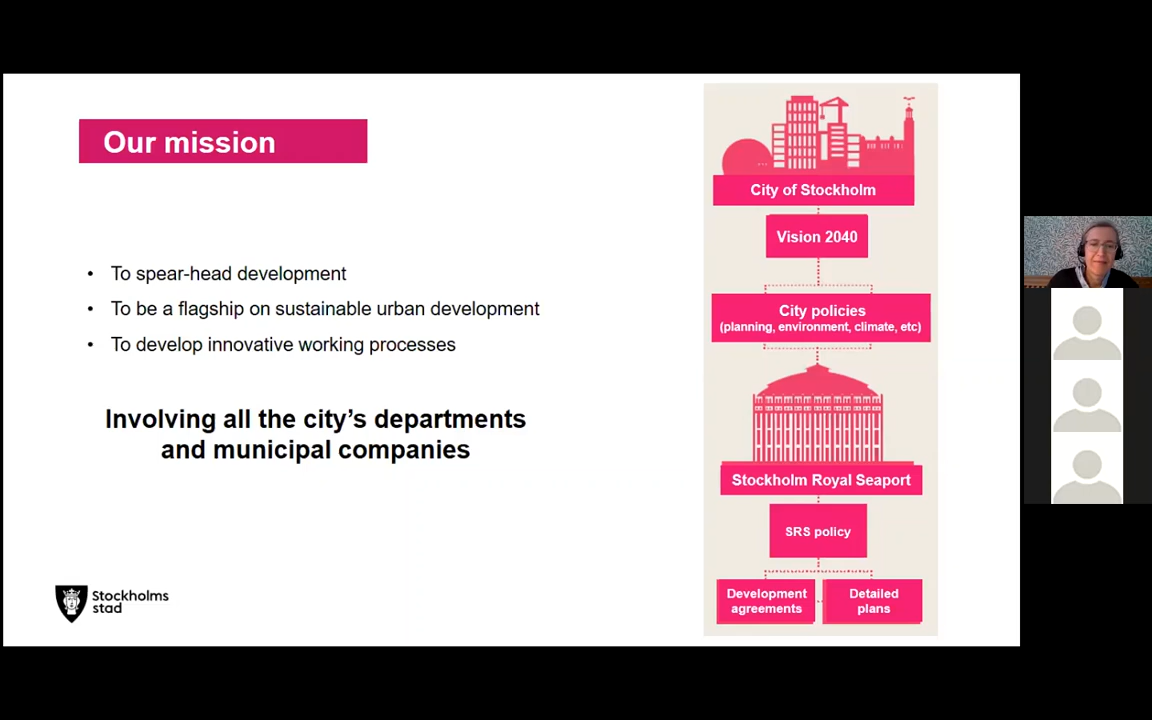 Our mission
• To spear-head development
• To be a flagship on sustainable urban development
• To develop innovative working processes
Involving all the city’s departments
and municipal companies
Stockholms
stad
City of Stockholm
Vision 2040
City policies
(planning, environment, climate, etc)
Stockholm Royal Seaport
SRS policy
Development
agreements
Detailed
plans